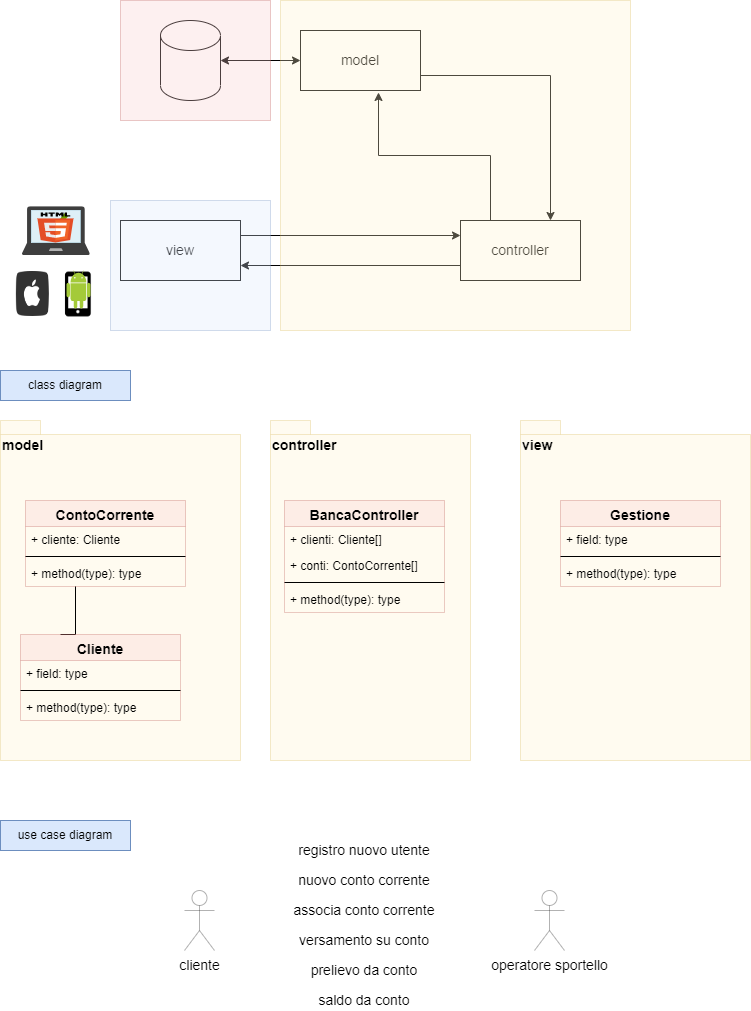 model
HTML
5
view
controller
class diagram
model
controller
view
ContoCorrente
+ cliente: Cliente
+ method(type): type
Cliente
+ field: type
+ method(type): type
BancaController
+ clienti: Cliente[]
+ conti: ContoCorrente[]
+ method(type): type
Gestione
+ field: type
+ method(type): type
use case diagram
registro nuovo utente
nuovo conto corrente
associa conto corrente
versamento su conto
prelievo da conto
saldo da conto
cliente
operatore sportello